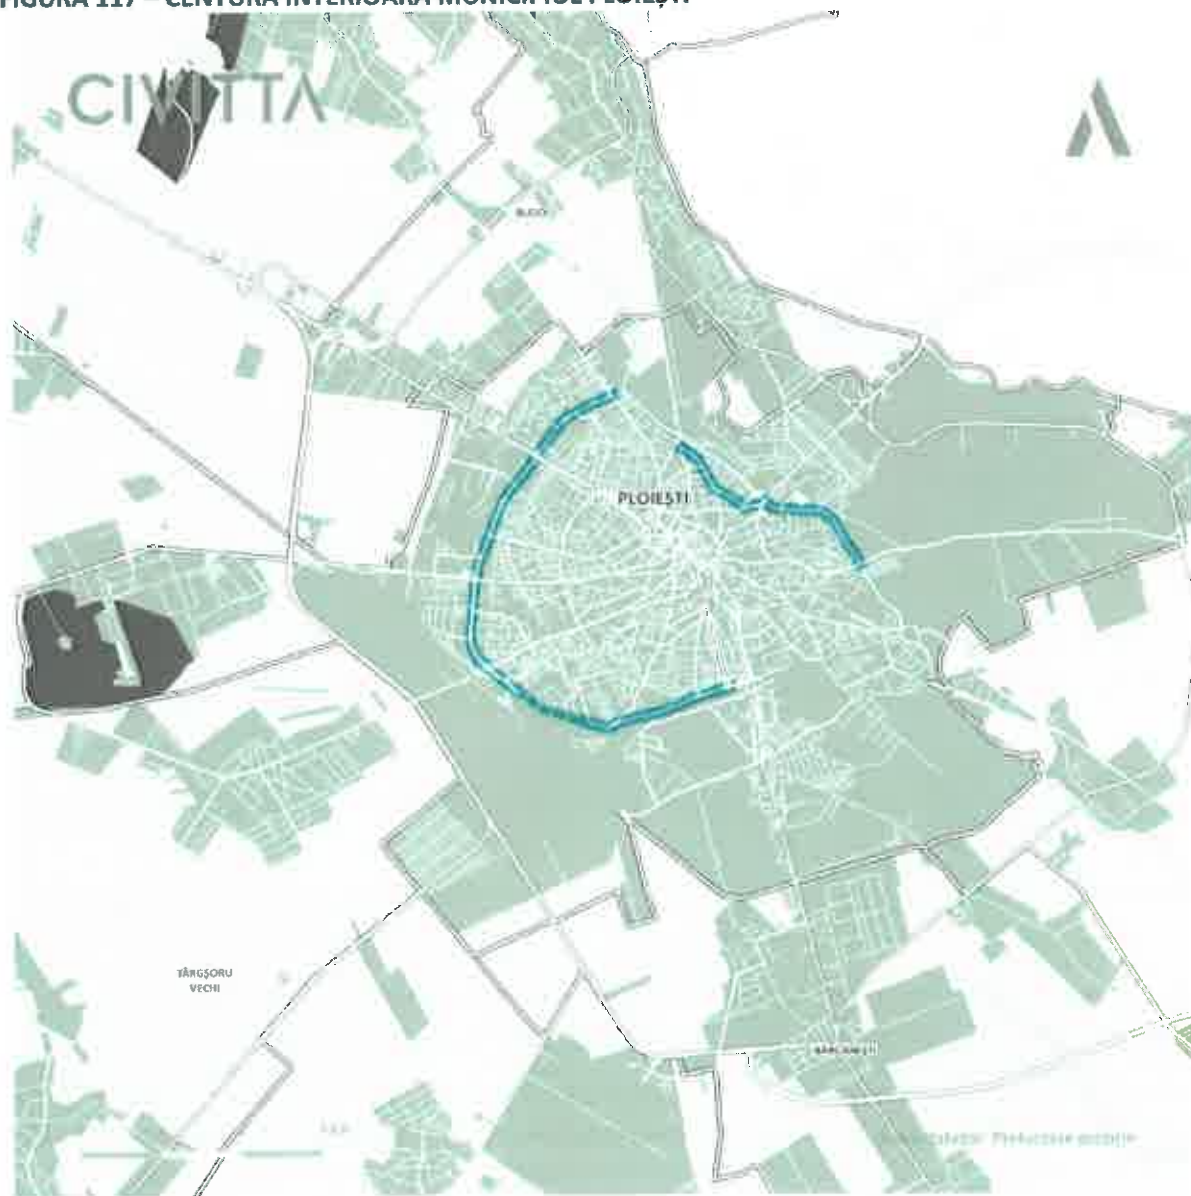 FIGURA 117 – CENTURA INTERIOARĂ MUNICIPIUL PLOIEȘTI
CIVITTA
BLEJOI
PLOIEȘTI
TÂRGȘORU
VECHI
BĂRCĂNEȘTI